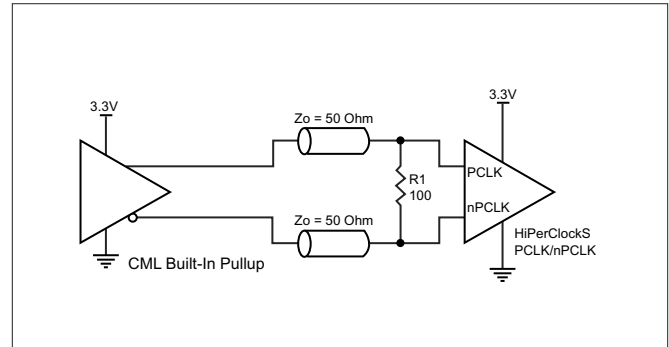 3.3V
Zo = 50 Ohm
3.3V
R1
100
PCLK
nPCLK
Zo = 50 Ohm
HiPerClockS
PCLK/nPCLK
CML Built-In Pullup